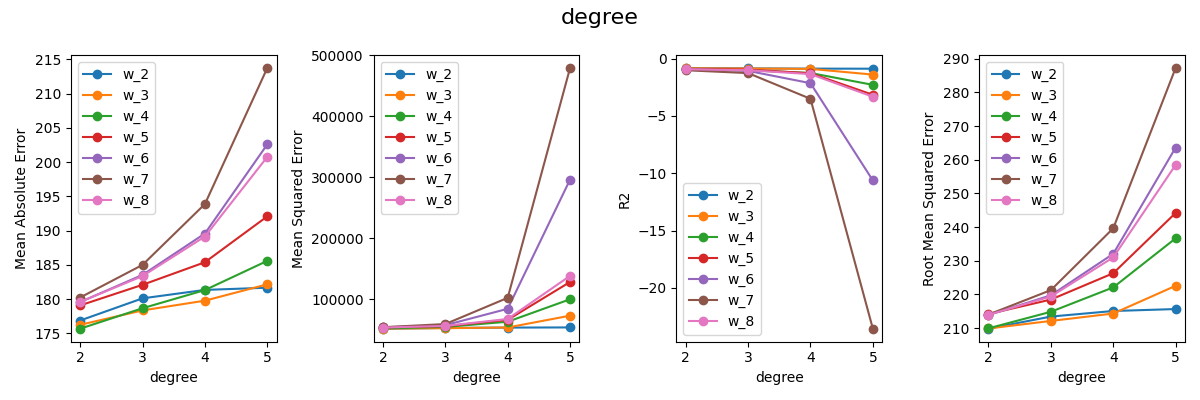 degree
Mean Absolute Error
215
210
205
200
195
190
185
180
175
2 3 4 5
degree
w_2
w_3
w_4
w_5
w_6
w_7
w_8
Mean Squared Error
500000
400000
300000
200000
100000
2 3 4 5
degree
w_2
w_3
w_4
w_5
w_6
w_7
w_8
R2
0
−5
−10
−15
−20
2 3 4 5
degree
w_2
w_3
w_4
w_5
w_6
w_7
w_8
Root Mean Squared Error
290
280
270
260
250
240
230
220
210
2 3 4 5
degree
w_2
w_3
w_4
w_5
w_6
w_7
w_8